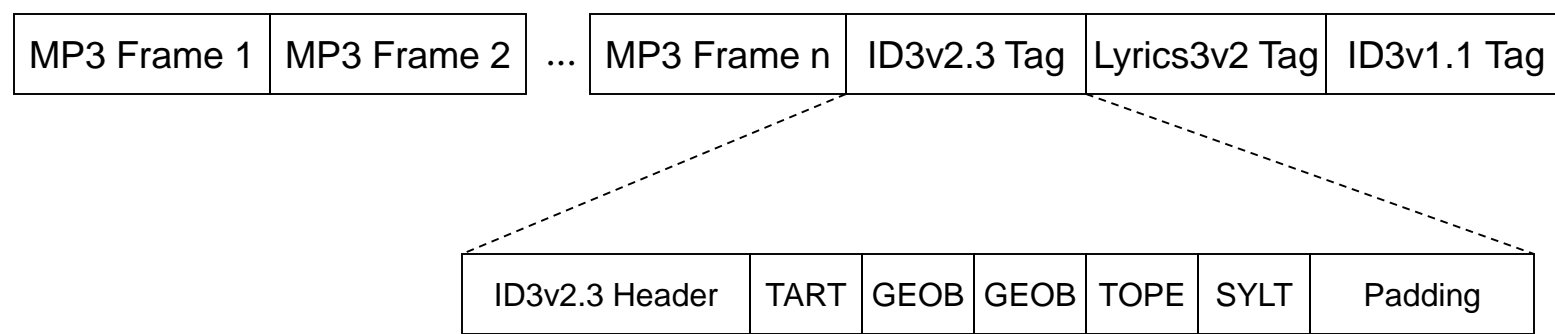 MP3 Frame 1 MP3 Frame 2 ... MP3 Frame n ID3v2.3 Tag Lyrics3v2 Tag ID3v1.1 Tag
ID3v2.3 Header TART GEOB GEOB TOPE SYLT Padding